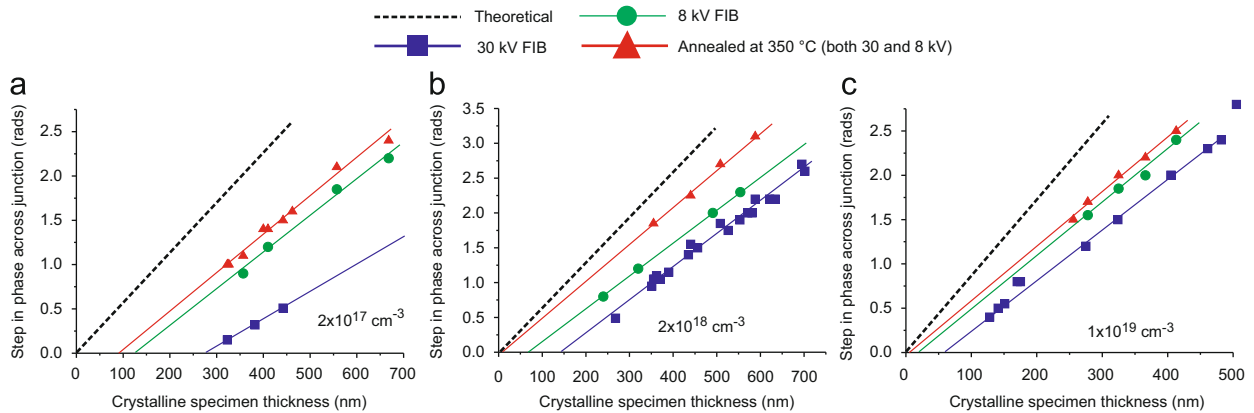 Theoretical
8 kV FIB
30 kV FIB
Annealed at 350 °C (both 30 and 8 kV)
a
Step in phase across junction (rads)
2.5
2.0
1.5
1.0
0.5
0.0
2x10¹⁷ cm⁻³
0 100 200 300 400 500 600 700
Crystalline specimen thickness (nm)
b
Step in phase across junction (rads)
3.5
3.0
2.5
2.0
1.5
1.0
0.5
0.0
2x10¹⁸ cm⁻³
0 100 200 300 400 500 600 700
Crystalline specimen thickness (nm)
c
Step in phase across junction (rads)
2.5
2.0
1.5
1.0
0.5
0.0
1x10¹⁹ cm⁻³
0 100 200 300 400 500
Crystalline specimen thickness (nm)